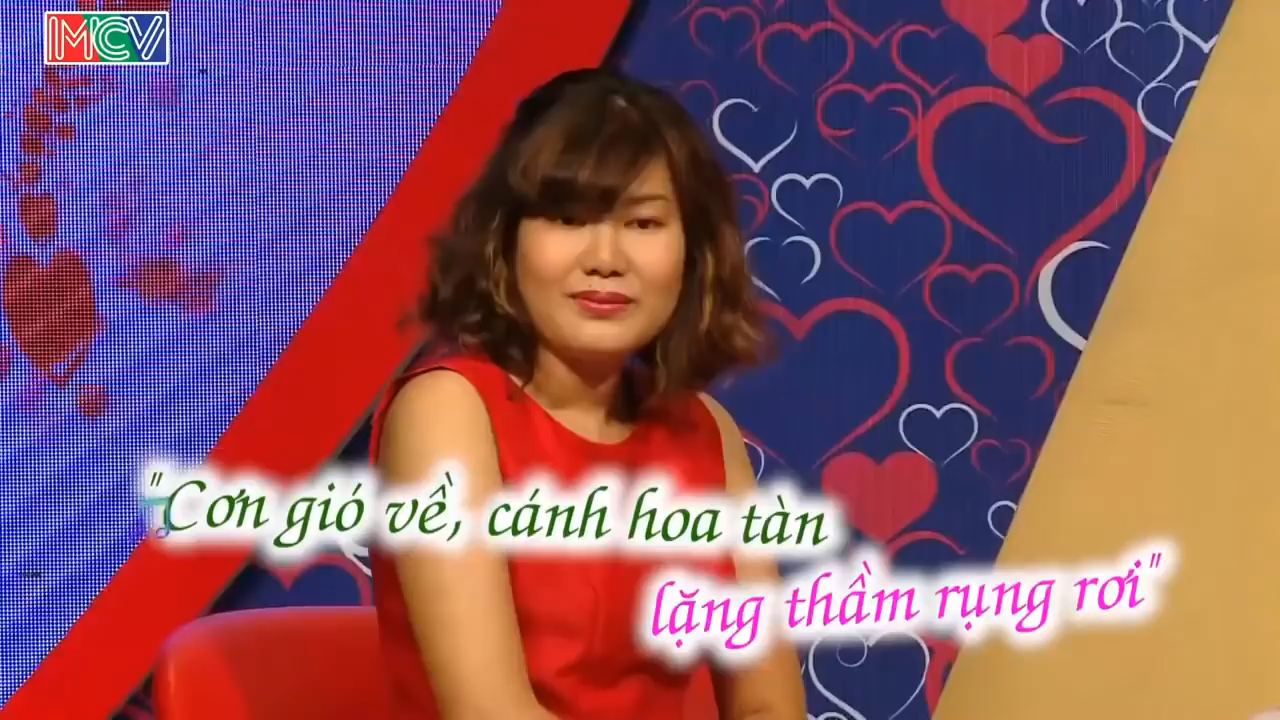 MCV
"Cơn gió về, cánh hoa tàn
lặng thầm rụng rơi"